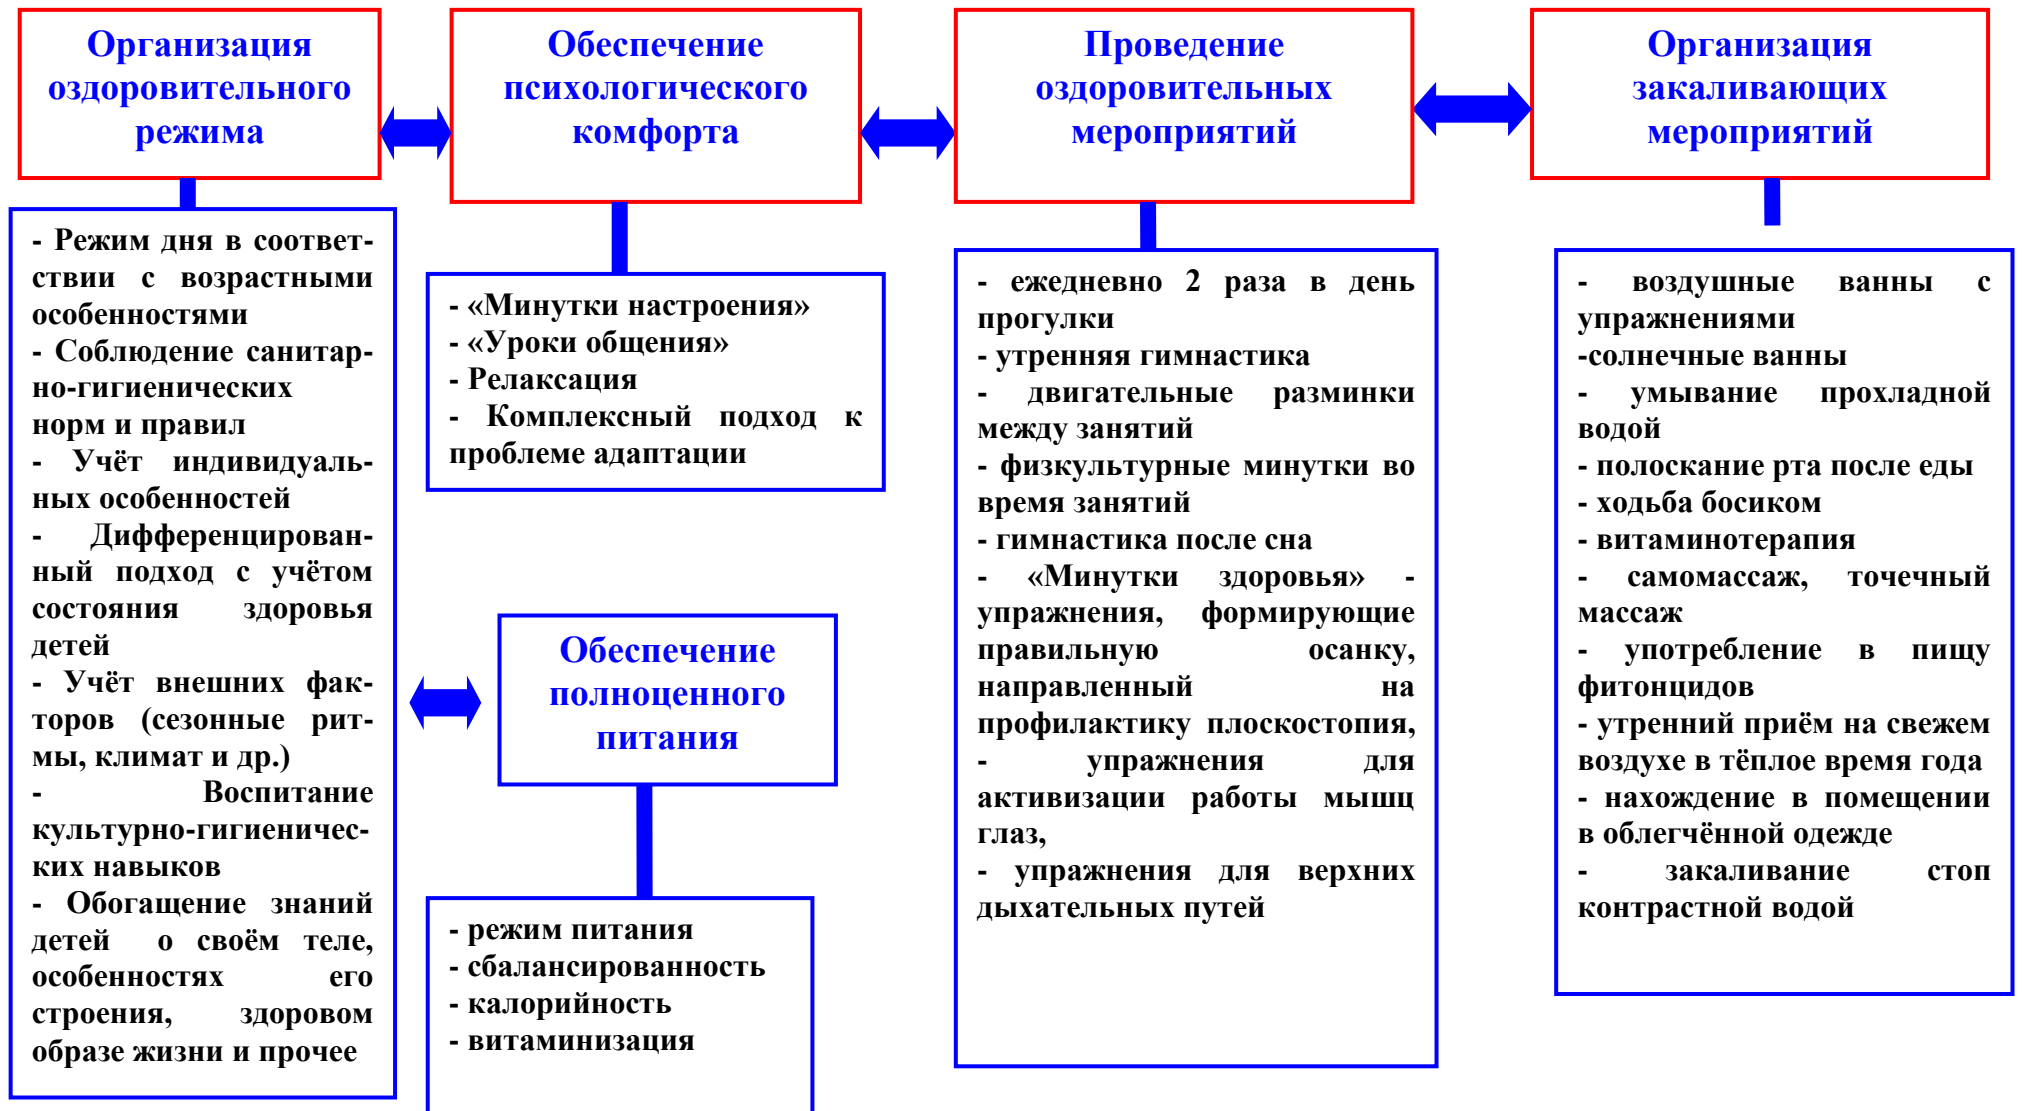 Организация
оздоровительного
режима
Обеспечение
психологического
комфорта
Проведение
оздоровительных
мероприятий
Организация
закаливающих
мероприятий
- Режим дня в соответ-
ствии с возрастными
особенностями
- Соблюдение санитар-
но-гигиенических
норм и правил
- Учёт индивидуаль-
ных особенностей
- Дифференцирован-
ный подход с учётом
состояния здоровья
детей
- Учёт внешних фак-
торов (сезонные рит-
мы, климат и др.)
- Воспитание
культурно-гигиеничес-
ких навыков
- Обогащение знаний
детей о своём теле,
особенностях его
строения, здоровом
образе жизни и прочее
- «Минутки настроения»
- «Уроки общения»
- Релаксация
- Комплексный подход к
проблеме адаптации
Обеспечение
полноценного
питания
- режим питания
- сбалансированность
- калорийность
- витаминизация
- ежедневно 2 раза в день
прогулки
- утренняя гимнастика
- двигательные разминки
между занятий
- физкультурные минутки во
время занятий
- гимнастика после сна
- «Минутки здоровья» -
упражнения, формирующие
правильную осанку,
направленный на
профилактику плоскостопия,
- упражнения для
активизации работы мышц
глаз,
- упражнения для верхних
дыхательных путей
- воздушные ванны с
упражнениями
-солнечные ванны
- умывание прохладной
водой
- полоскание рта после еды
- ходьба босиком
- витаминотерапия
- самомассаж, точечный
массаж
- употребление в пищу
фитонцидов
- утренний приём на свежем
воздухе в тёплое время года
- нахождение в помещении
в облегчённой одежде
- закаливание стоп
контрастной водой